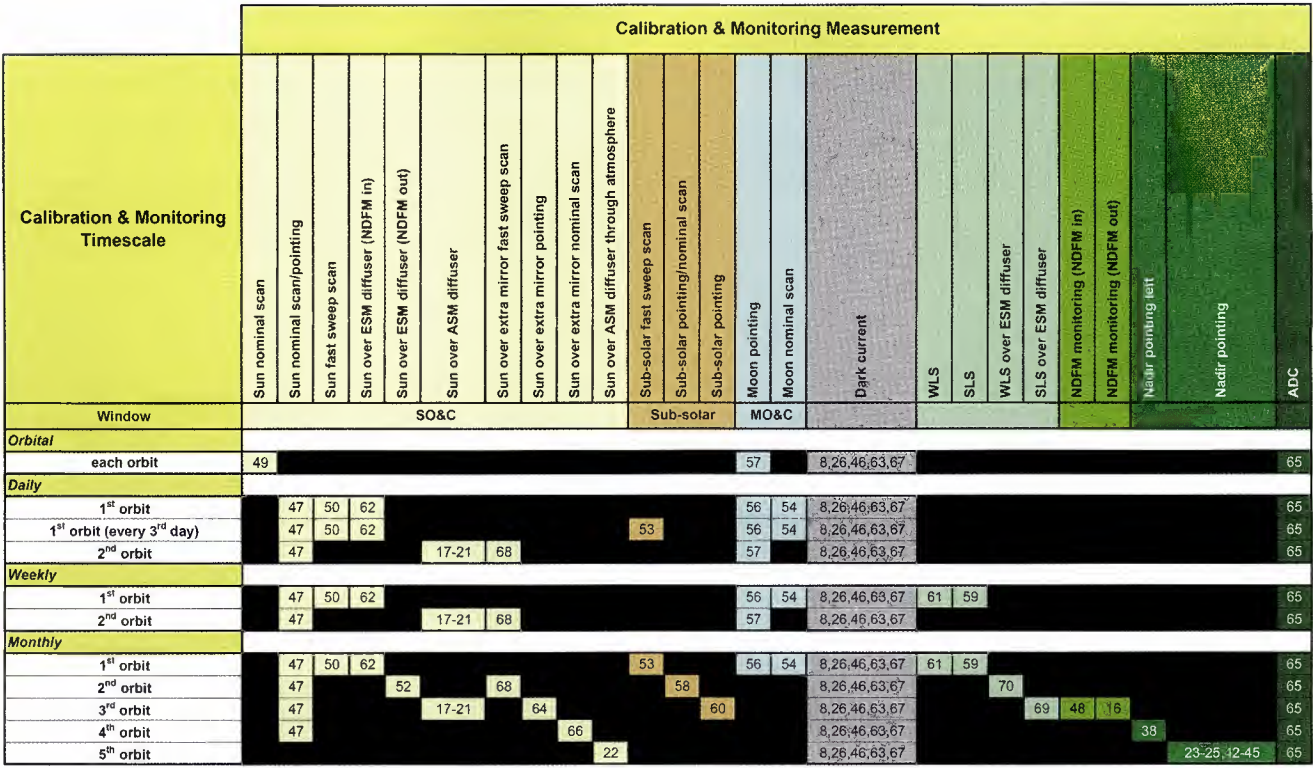 Calibration & Monitoring Measurement
Calibration & Monitoring
Timescale
Sun nominal scan
Sun nominal scan/pointing
Sun fast sweep scan
Sun over ESM diffuser (NDFM in)
Sun over ESM diffuser (NDFM out)
Sun over ASM diffuser
Sun over extra mirror fast sweep scan
Sun over extra mirror pointing
Sun over extra mirror nominal scan
Sun over ASM diffuser through atmosphere
Sub-solar fast sweep scan
Sub-solar pointing/nominal scan
Sub-solar pointing
Moon pointing
Moon nominal scan
Dark current
WLS
SLS
WLS over ESM diffuser
SLS over ESM diffuser
NDFM monitoring (NDFM in)
NDFM monitoring (NDFM out)
Nadir pointing left
Nadir pointing
ADC
Window SO&C Sub-solar MO&C
Orbital
each orbit 49 57 8,26,46,63,67 65
Daily
1st orbit 47 50 62 56 54 8,26,46,63,67 65
1st orbit (every 3rd day) 47 50 62 53 56 54 8,26,46,63,67 65
2nd orbit 47 17-21 68 57 8,26,46,63,67 65
Weekly
1st orbit 47 50 62 56 54 8,26,46,63,67 61 59 65
2nd orbit 47 17-21 68 57 8,26,46,63,67 65
Monthly
1st orbit 47 50 62 53 56 54 8,26,46,63,67 61 59 65
2nd orbit 47 52 68 58 8,26,46,63,67 70 65
3rd orbit 47 17-21 64 60 8,26,46,63,67 69 48 16 65
4th orbit 47 66 8,26,46,63,67 38 65
5th orbit 22 8,26,46,63,67 23-25,42-45 65